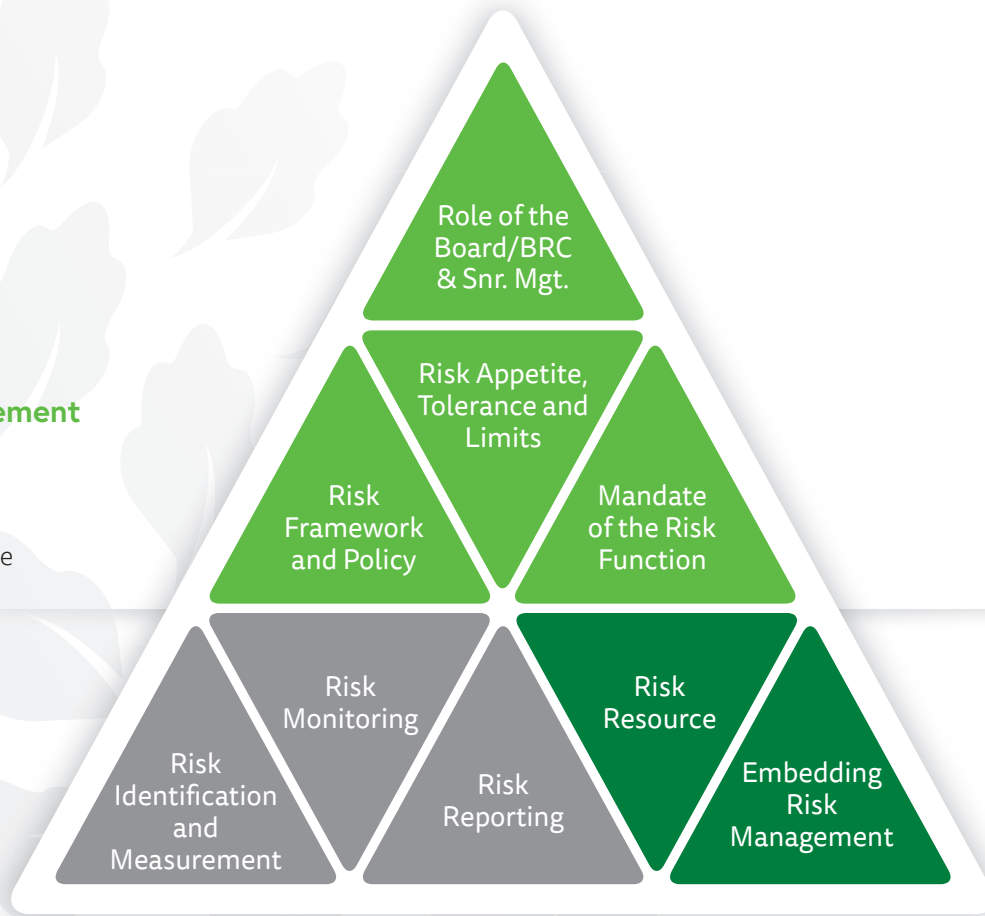 Role of the
Board/BRC
& Snr. Mgt.
Risk Appetite,
Tolerance and
Limits
ement
Risk
Framework
and Policy
Mandate
of the Risk
Function
e
Risk
Monitoring
Risk
Resource
Risk
Identification
and
Measurement
Risk
Reporting
Embedding
Risk
Management